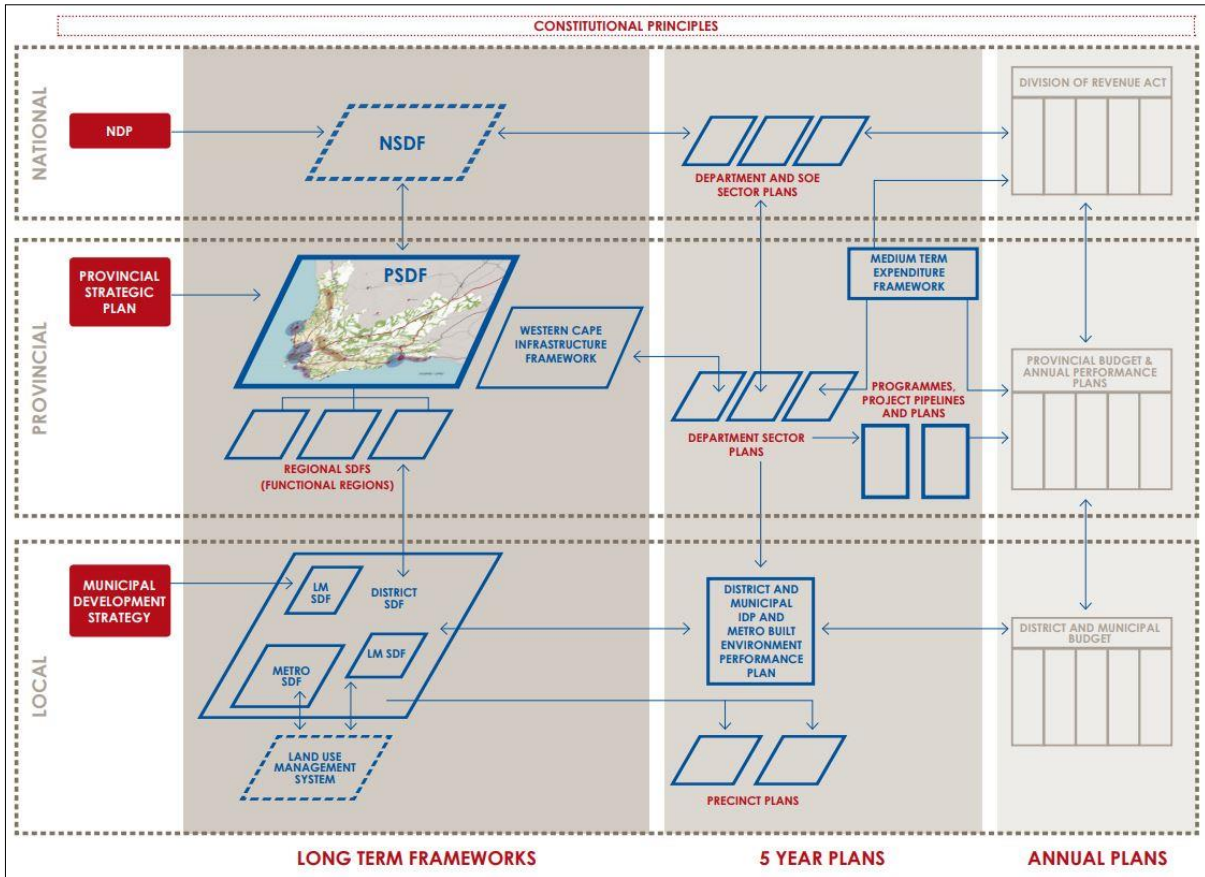 CONSTITUTIONAL PRINCIPLES
NATIONAL
NDP
NSDF
DEPARTMENT AND SOE
SECTOR PLANS
DIVISION OF REVENUE ACT
PROVINCIAL
PROVINCIAL
STRATEGIC
PLAN
PSDF
WESTERN CAPE
INFRASTRUCTURE
FRAMEWORK
REGIONAL SDFS
(FUNCTIONAL REGIONS)
MEDIUM TERM
EXPENDITURE
FRAMEWORK
DEPARTMENT SECTOR
PLANS
PROGRAMMES,
PROJECT PIPELINES
AND PLANS
PROVINCIAL BUDGET &
ANNUAL PERFORMANCE
PLANS
LOCAL
MUNICIPAL
DEVELOPMENT
STRATEGY
LM
SDF
DISTRICT
SDF
LM SDF
METRO
SDF
LAND USE
MANAGEMENT
SYSTEM
DISTRICT AND
MUNICIPAL
IDP AND
METRO BUILT
ENVIRONMENT
PERFORMANCE
PLAN
PRECINCT PLANS
DISTRICT AND MUNICIPAL
BUDGET
LONG TERM FRAMEWORKS
5 YEAR PLANS
ANNUAL PLANS